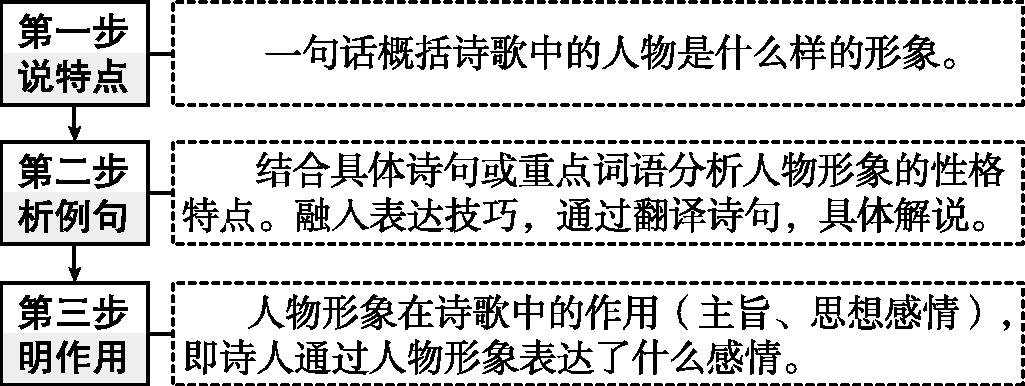 第一步
说特点
一句话概括诗歌中的人物是什么样的形象。
第二步
析例句
结合具体诗句或重点词语分析人物形象的性格
特点。融入表达技巧，通过翻译诗句，具体解说。
第三步
明作用
人物形象在诗歌中的作用（主旨、思想感情），
即诗人通过人物形象表达了什么感情。